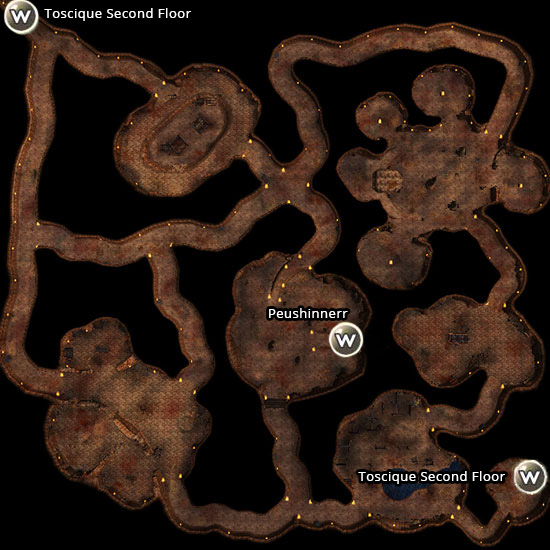 W Toscique Second Floor
Peushinnerr
W
Toscique Second Floor W